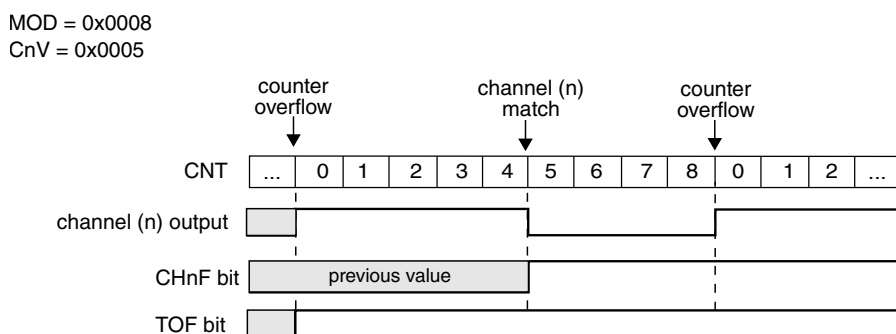 MOD = 0x0008
CnV = 0x0005
counter
overflow
channel (n)
match
counter
overflow
CNT ... 0 1 2 3 4 5 6 7 8 0 1 2 ...
channel (n) output
CHnF bit previous value
TOF bit